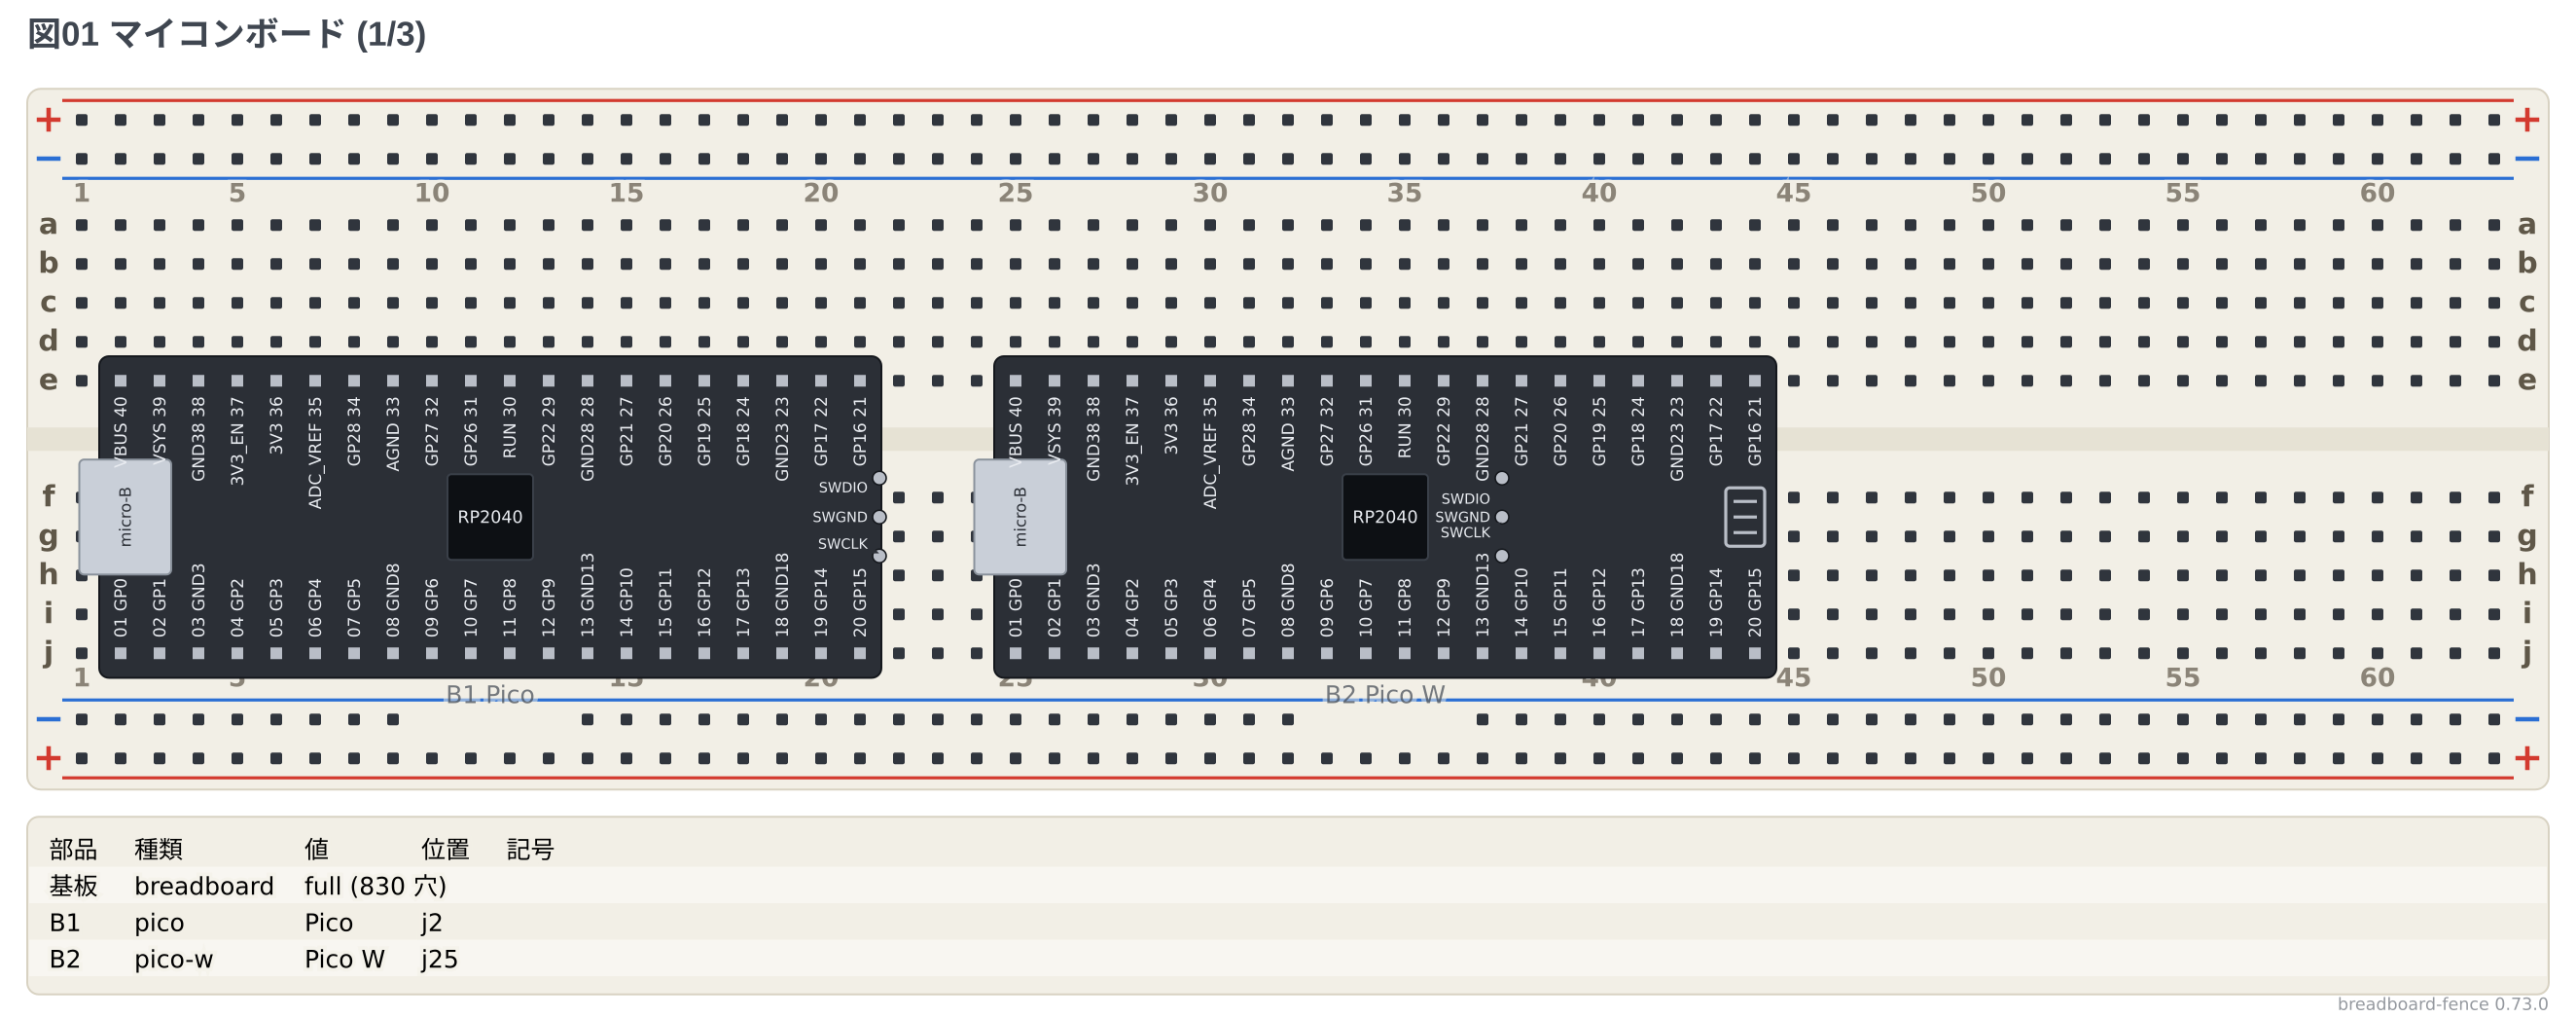 図01 マイコンボード (1/3)
+ +
− −
1 5 10 15 20 25 30 35 40 45 50 55 60
a a
b b
c c
d d
e e
VBUS 40 VSYS 39 GND38 38 3V3_EN 37 3V3 36 ADC_VREF 35 GP28 34 AGND 33 GP27 32 GP26 31 RUN 30 GP22 29 GND28 28 GP21 27 GP20 26 GP19 25 GP18 24 GND23 23 GP17 22 GP16 21
VBUS 40 VSYS 39 GND38 38 3V3_EN 37 3V3 36 ADC_VREF 35 GP28 34 AGND 33 GP27 32 GP26 31 RUN 30 GP22 29 GND28 28 GP21 27 GP20 26 GP19 25 GP18 24 GND23 23 GP17 22 GP16 21
f f
micro-B RP2040 SWDIO SWGND SWCLK
micro-B RP2040 SWDIO SWGND SWCLK
g g
h h
i i
01 GP0 02 GP1 03 GND3 04 GP2 05 GP3 06 GP4 07 GP5 08 GND8 09 GP6 10 GP7 11 GP8 12 GP9 13 GND13 14 GP10 15 GP11 16 GP12 17 GP13 18 GND18 19 GP14 20 GP15
01 GP0 02 GP1 03 GND3 04 GP2 05 GP3 06 GP4 07 GP5 08 GND8 09 GP6 10 GP7 11 GP8 12 GP9 13 GND13 14 GP10 15 GP11 16 GP12 17 GP13 18 GND18 19 GP14 20 GP15
j j
1 5 15 20 25 30 40 45 50 55 60
B1 Pico B2 Pico W
− −
+ +
部品 種類 値 位置 記号
基板 breadboard full (830 穴)
B1 pico Pico j2
B2 pico-w Pico W j25
breadboard-fence 0.73.0